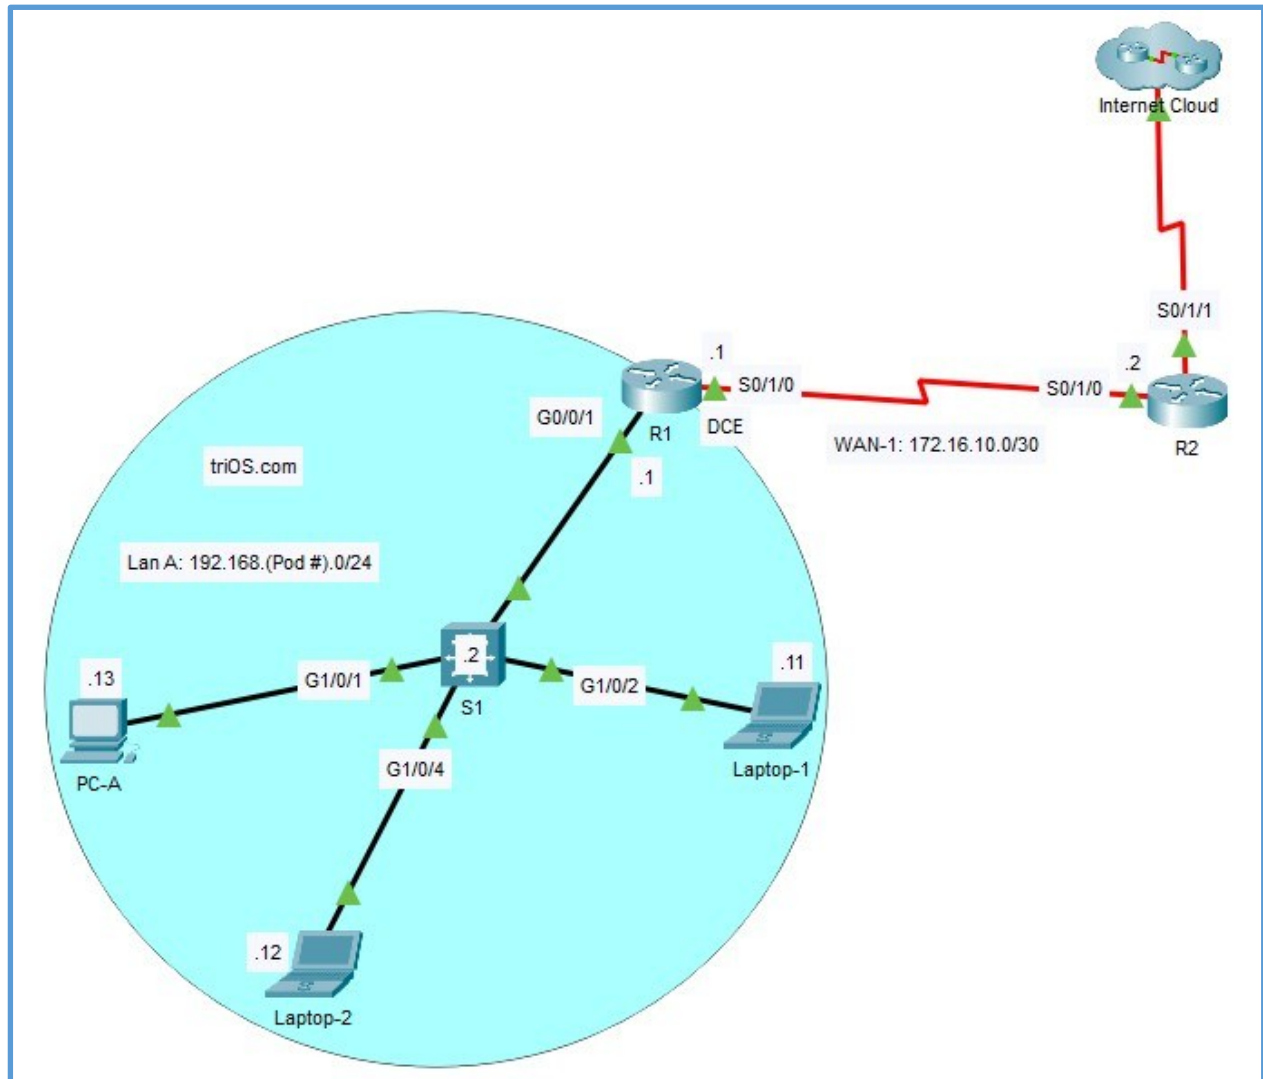 Internet Cloud
S0/1/1
.1
.2
S0/1/0
S0/1/0
G0/0/1
R1
DCE
WAN-1: 172.16.10.0/30
R2
triOS.com
.1
Lan A: 192.168.(Pod #).0/24
.2
.11
.13
G1/0/1
G1/0/2
S1
G1/0/4
Laptop-1
PC-A
.12
Laptop-2